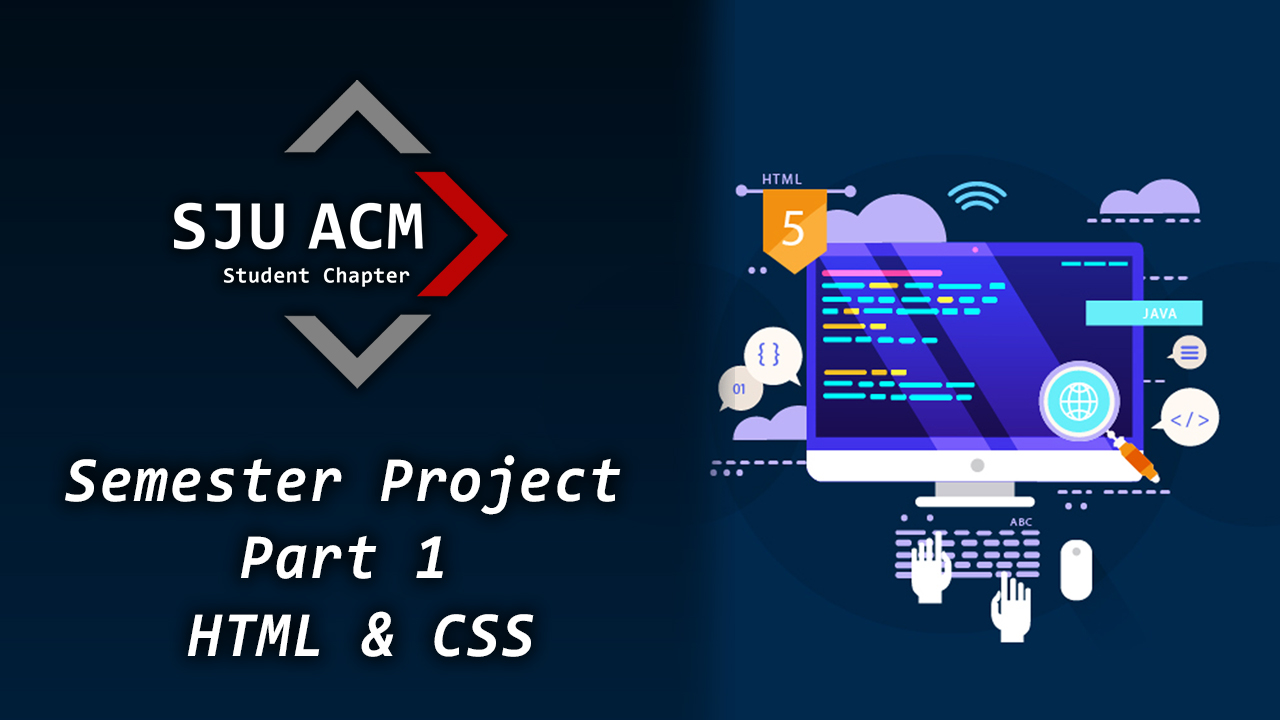 SJU ACM
Student Chapter
Semester Project
Part 1
HTML & CSS
HTML
5
JAVA
{}
01
</>
ABC